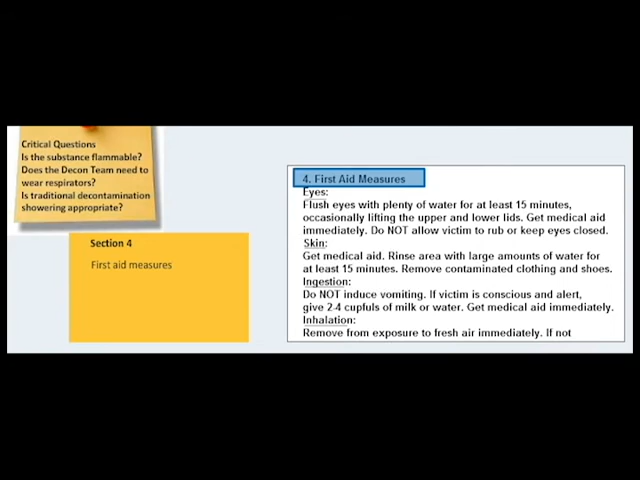 Critical Questions
Is the substance flammable?
Does the Decon Team need to
wear respirators?
Is traditional decontamination
showering appropriate?
Section 4
First aid measures
4. First Aid Measures
Eyes:
Flush eyes with plenty of water for at least 15 minutes,
occasionally lifting the upper and lower lids. Get medical aid
immediately. Do NOT allow victim to rub or keep eyes closed.
Skin:
Get medical aid. Rinse area with large amounts of water for
at least 15 minutes. Remove contaminated clothing and shoes.
Ingestion:
Do NOT induce vomiting. If victim is conscious and alert,
give 2-4 cupfuls of milk or water. Get medical aid immediately.
Inhalation:
Remove from exposure to fresh air immediately. If not